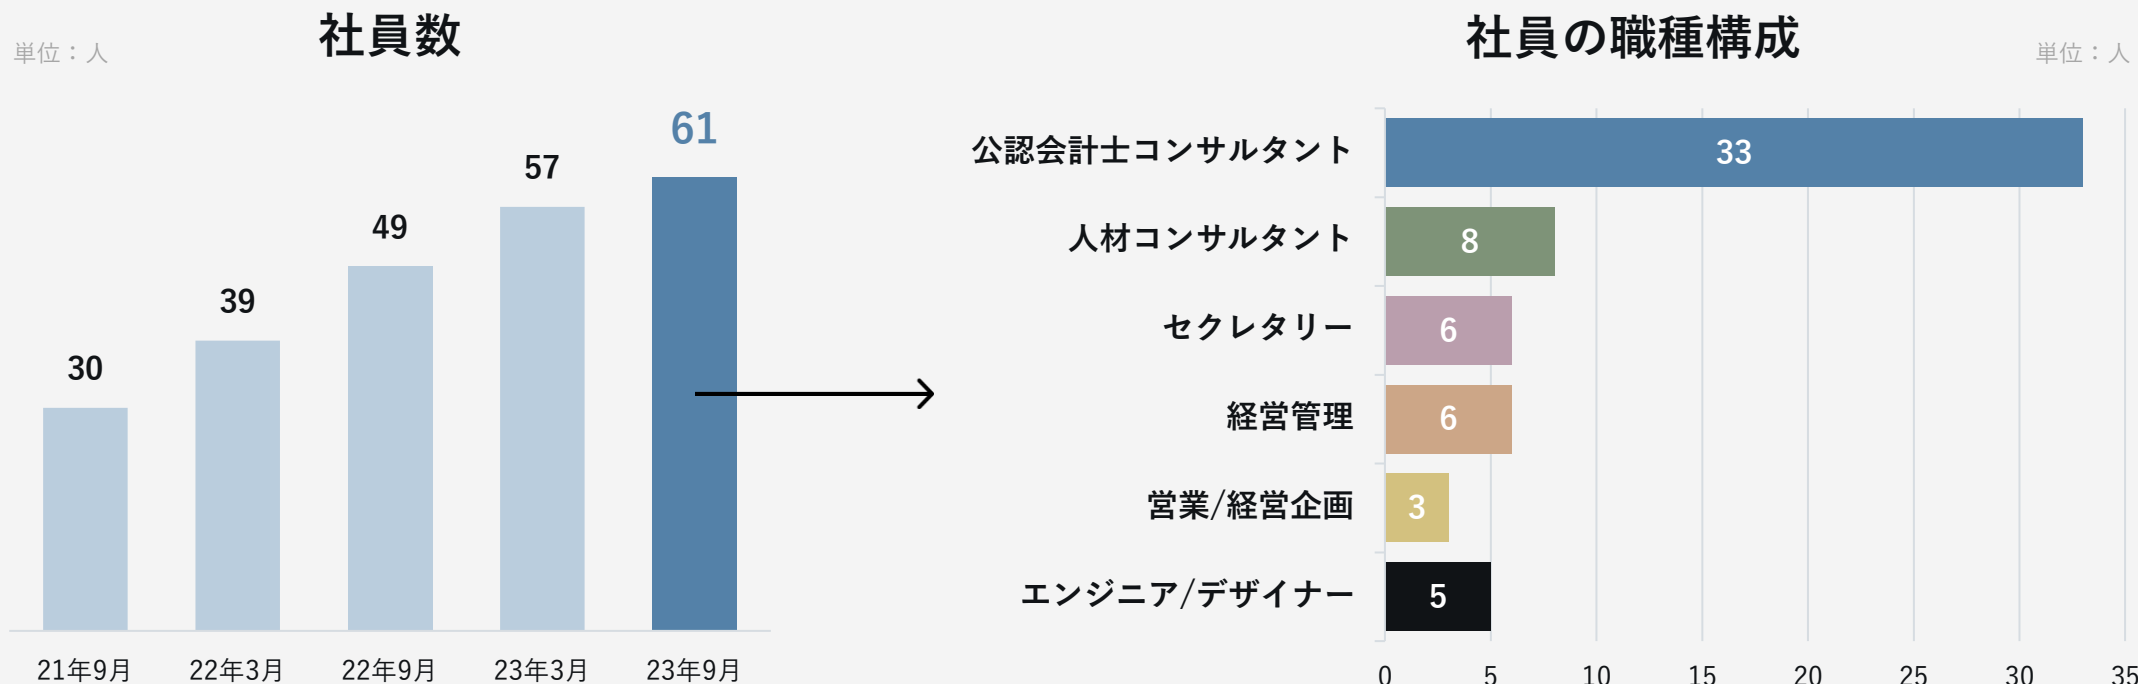 社員数
単位：人
30
39
49
57
61
21年9月
22年3月
22年9月
23年3月
23年9月
社員の職種構成
単位：人
公認会計士コンサルタント
33
人材コンサルタント
8
セクレタリー
6
経営管理
6
営業/経営企画
3
エンジニア/デザイナー
5
0
5
10
15
20
25
30
35